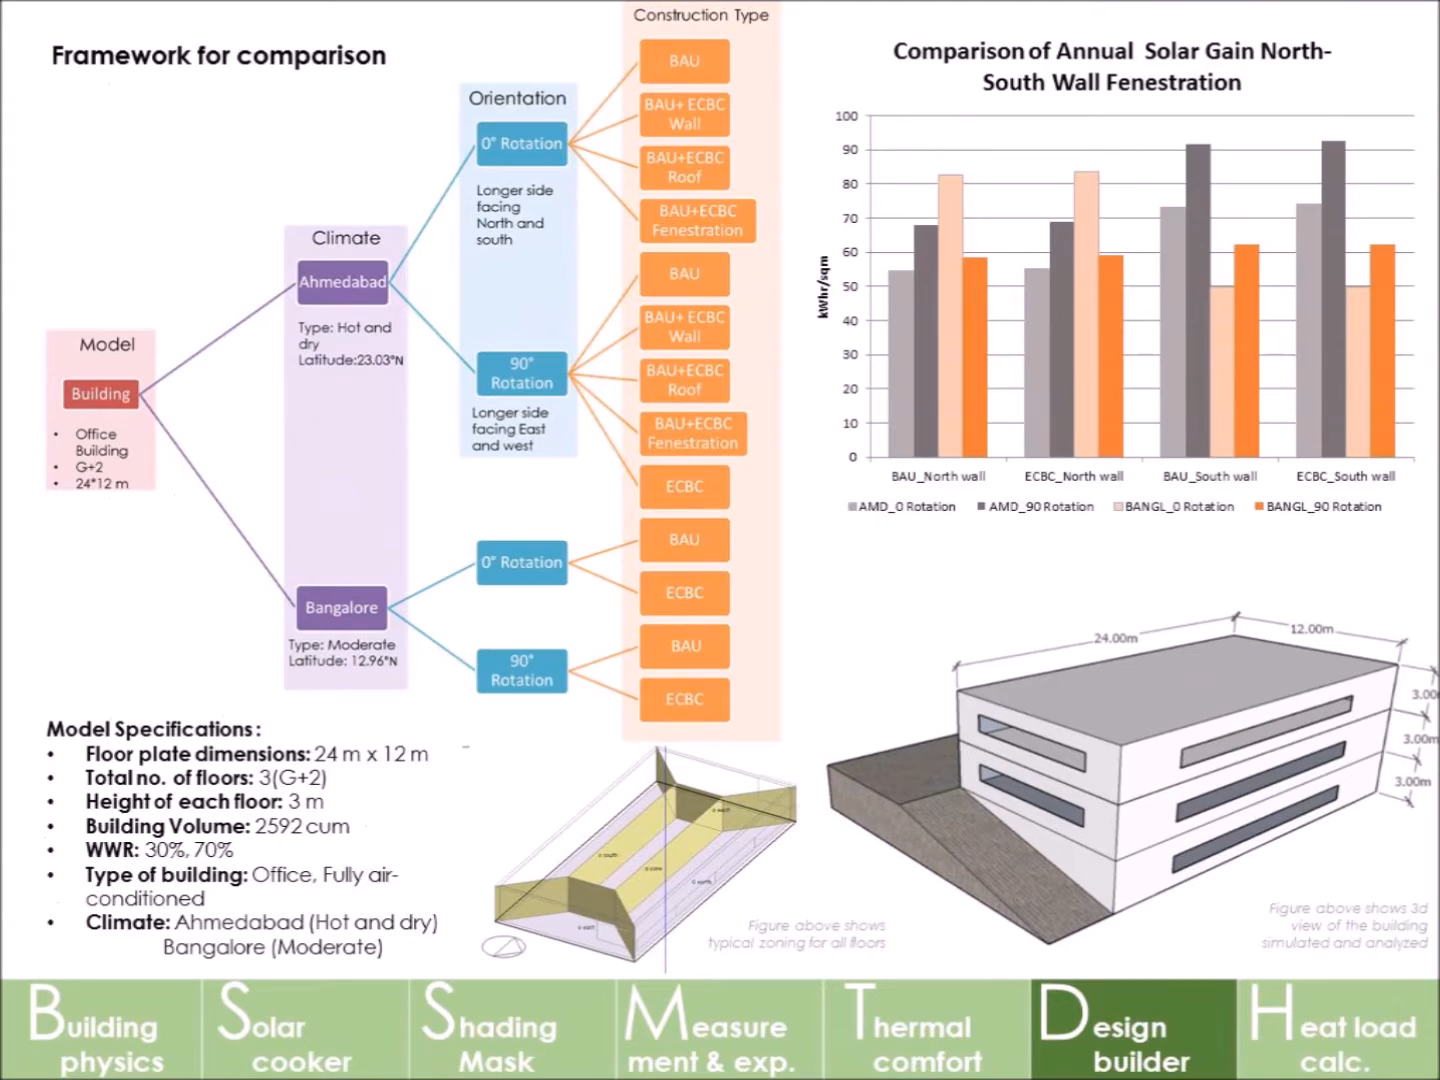 Framework for comparison
Model
Building
• Office
Building
• G+2
• 24*12 m
Climate
Ahmedabad
Type: Hot and
dry
Latitude:23.03°N
Bangalore
Type: Moderate
Latitude: 12.96°N
Orientation
0° Rotation
Longer side
facing
North and
south
90°
Rotation
Longer side
facing East
and west
0° Rotation
90°
Rotation
Construction Type
BAU
BAU+ ECBC
Wall
BAU+ECBC
Roof
BAU+ECBC
Fenestration
BAU
BAU+ ECBC
Wall
BAU+ECBC
Roof
BAU+ECBC
Fenestration
ECBC
BAU
ECBC
BAU
ECBC
Comparison of Annual Solar Gain North-
South Wall Fenestration
kWhr/sqm
100
90
80
70
60
50
40
30
20
10
0
BAU_North wall ECBC_North wall BAU_South wall ECBC_South wall
AMD_0 Rotation AMD_90 Rotation BANGL_0 Rotation BANGL_90 Rotation
Model Specifications:
• Floor plate dimensions: 24 m x 12 m
• Total no. of floors: 3(G+2)
• Height of each floor: 3 m
• Building Volume: 2592 cum
• WWR: 30%, 70%
• Type of building: Office, Fully air-
conditioned
• Climate: Ahmedabad (Hot and dry)
Bangalore (Moderate)
Figure above shows
typical zoning for all floors
24.00m
12.00m
3.00
3.00m
3.00m
Figure above shows 3d
view of the building
simulated and analyzed
Building
physics
Solar
cooker
Shading
Mask
Measure
ment & exp.
Thermal
comfort
Design
builder
Heat load
calc.